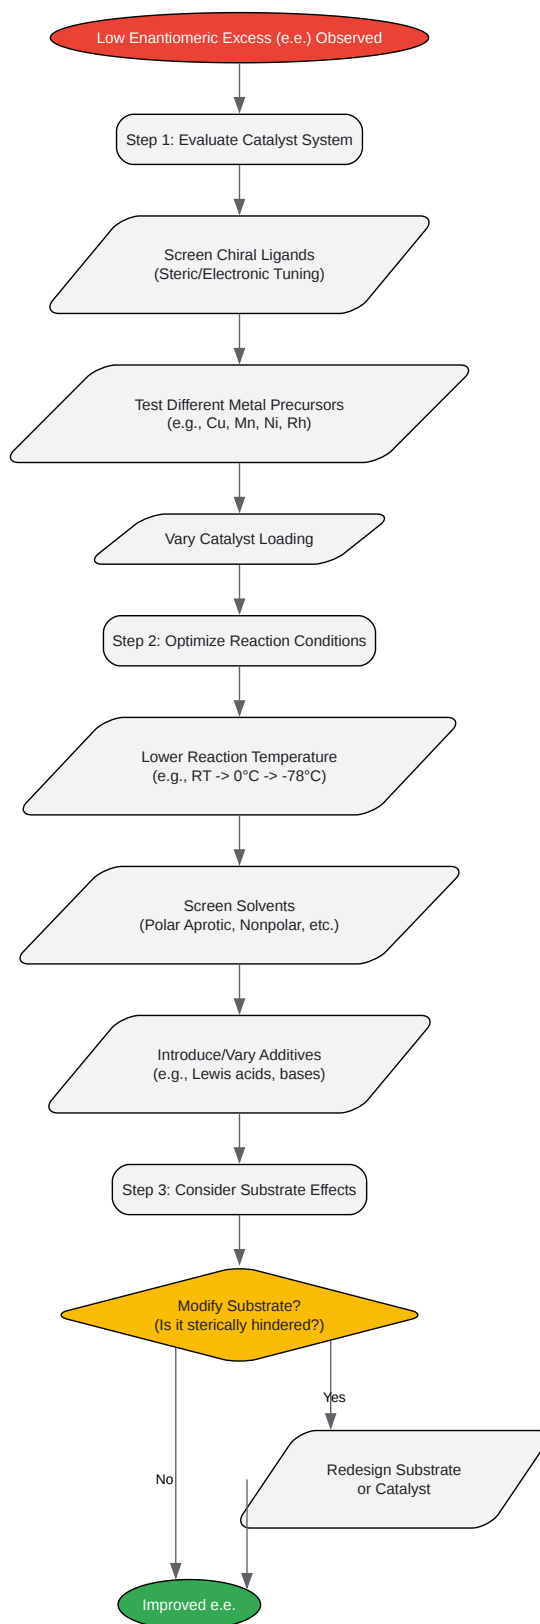 Low Enantiomeric Excess (e.e.) Observed
Step 1: Evaluate Catalyst System
Screen Chiral Ligands
(Steric/Electronic Tuning)
Test Different Metal Precursors
(e.g., Cu, Mn, Ni, Rh)
Vary Catalyst Loading
Step 2: Optimize Reaction Conditions
Lower Reaction Temperature
(e.g., RT -> 0°C -> -78°C)
Screen Solvents
(Polar Aprotic, Nonpolar, etc.)
Introduce/Vary Additives
(e.g., Lewis acids, bases)
Step 3: Consider Substrate Effects
Modify Substrate?
(Is it sterically hindered?)
Yes
Redesign Substrate
or Catalyst
No
Improved e.e.